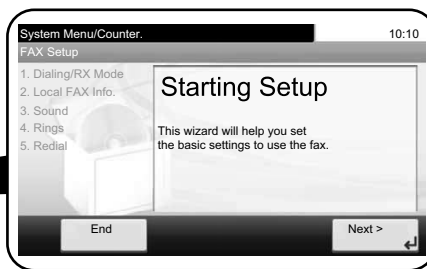 System Menu/Counter. 10:10
FAX Setup
1. Dialing/RX Mode
2. Local FAX Info.
3. Sound
4. Rings
5. Redial
Starting Setup
This wizard will help you set
the basic settings to use the fax.
End Next >